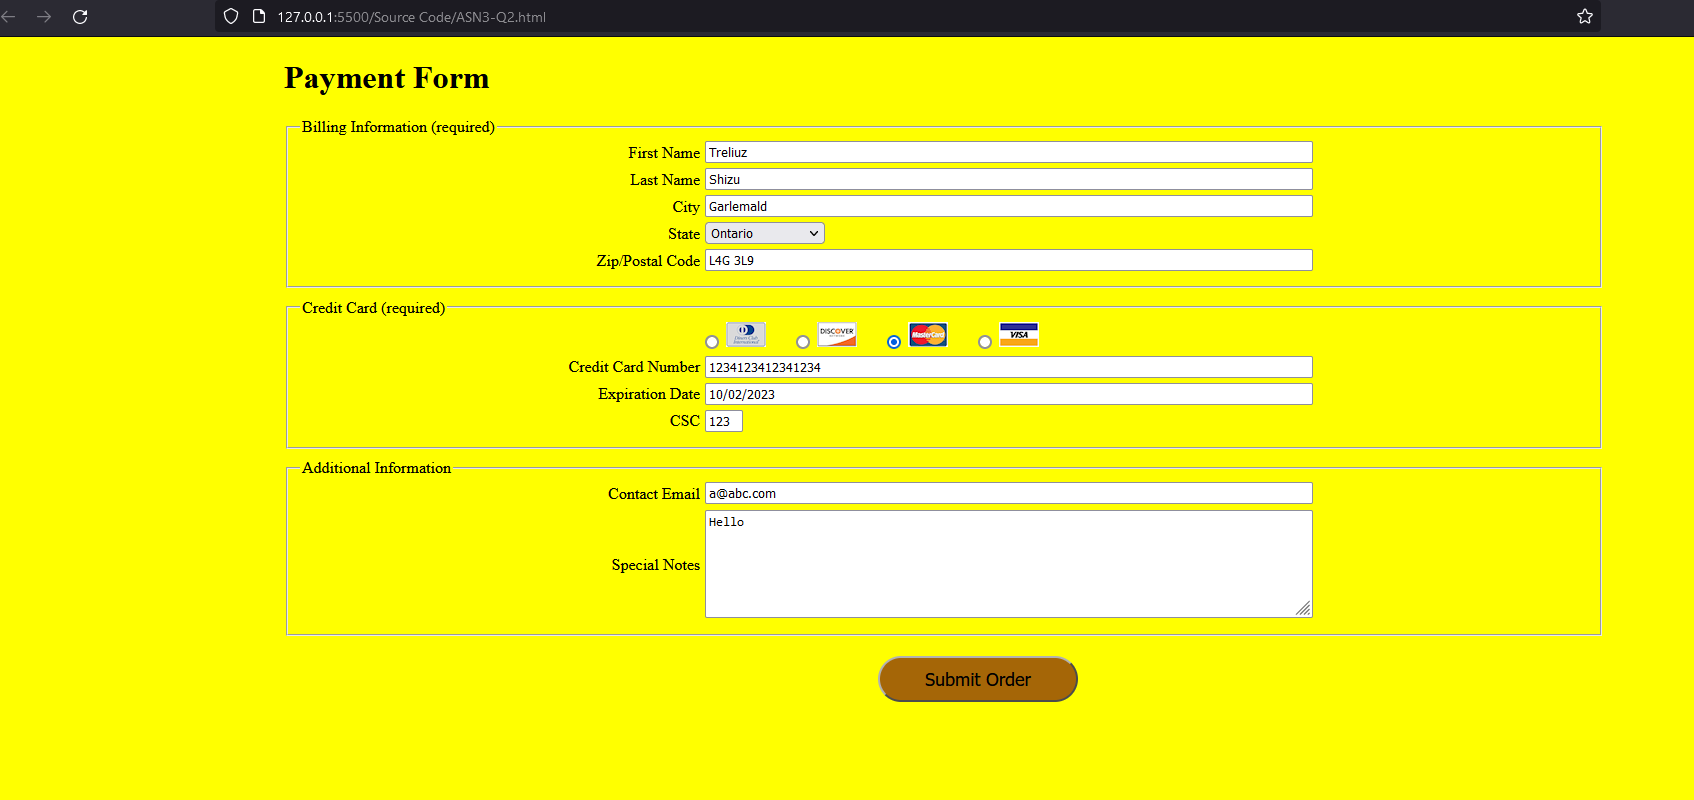 127.0.0.1:5500/Source Code/ASN3-Q2.html
Payment Form
Billing Information (required)
First Name Treliuz
Last Name Shizu
City Garlemald
State Ontario
Zip/Postal Code L4G 3L9
Credit Card (required)
Diners Club International DISCOVER MasterCard VISA
Credit Card Number 1234123412341234
Expiration Date 10/02/2023
CSC 123
Additional Information
Contact Email a@abc.com
Special Notes Hello
Submit Order